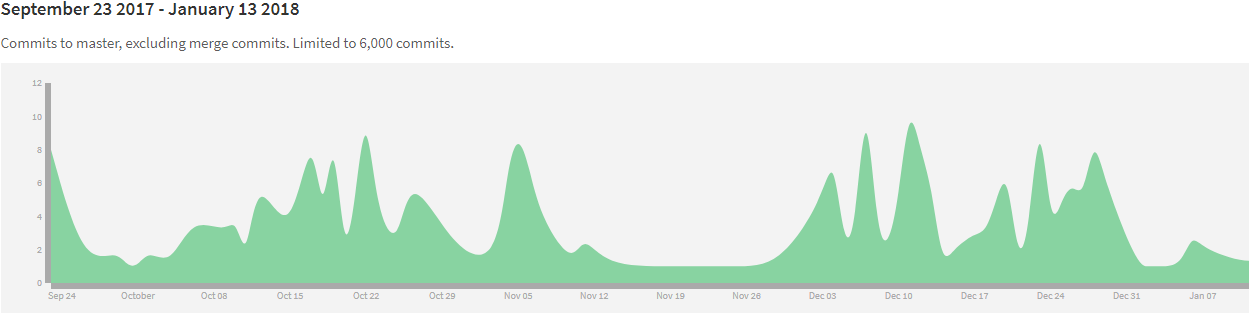 September 23 2017 - January 13 2018
Commits to master, excluding merge commits. Limited to 6,000 commits.
12
10
8
6
4
2
0
Sep 24 October Oct 08 Oct 15 Oct 22 Oct 29 Nov 05 Nov 12 Nov 19 Nov 26 Dec 03 Dec 10 Dec 17 Dec 24 Dec 31 Jan 07